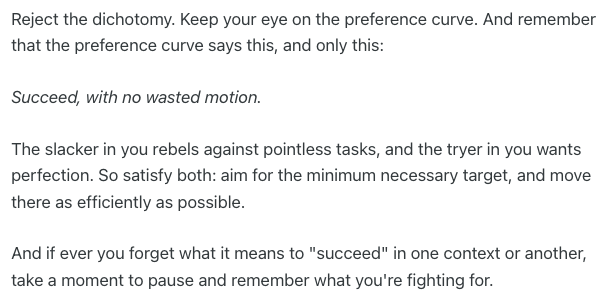 Reject the dichotomy. Keep your eye on the preference curve. And remember
that the preference curve says this, and only this:
Succeed, with no wasted motion.
The slacker in you rebels against pointless tasks, and the tryer in you wants
perfection. So satisfy both: aim for the minimum necessary target, and move
there as efficiently as possible.
And if ever you forget what it means to "succeed" in one context or another,
take a moment to pause and remember what you're fighting for.